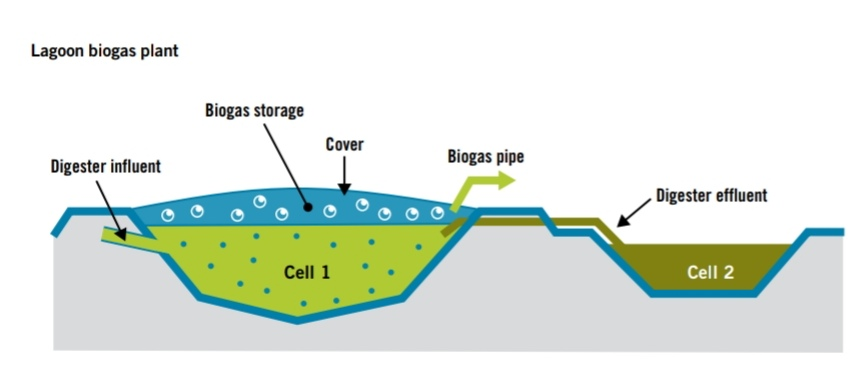 Lagoon biogas plant
Biogas storage
Cover
Biogas pipe
Digester influent
Digester effluent
Cell 1
Cell 2